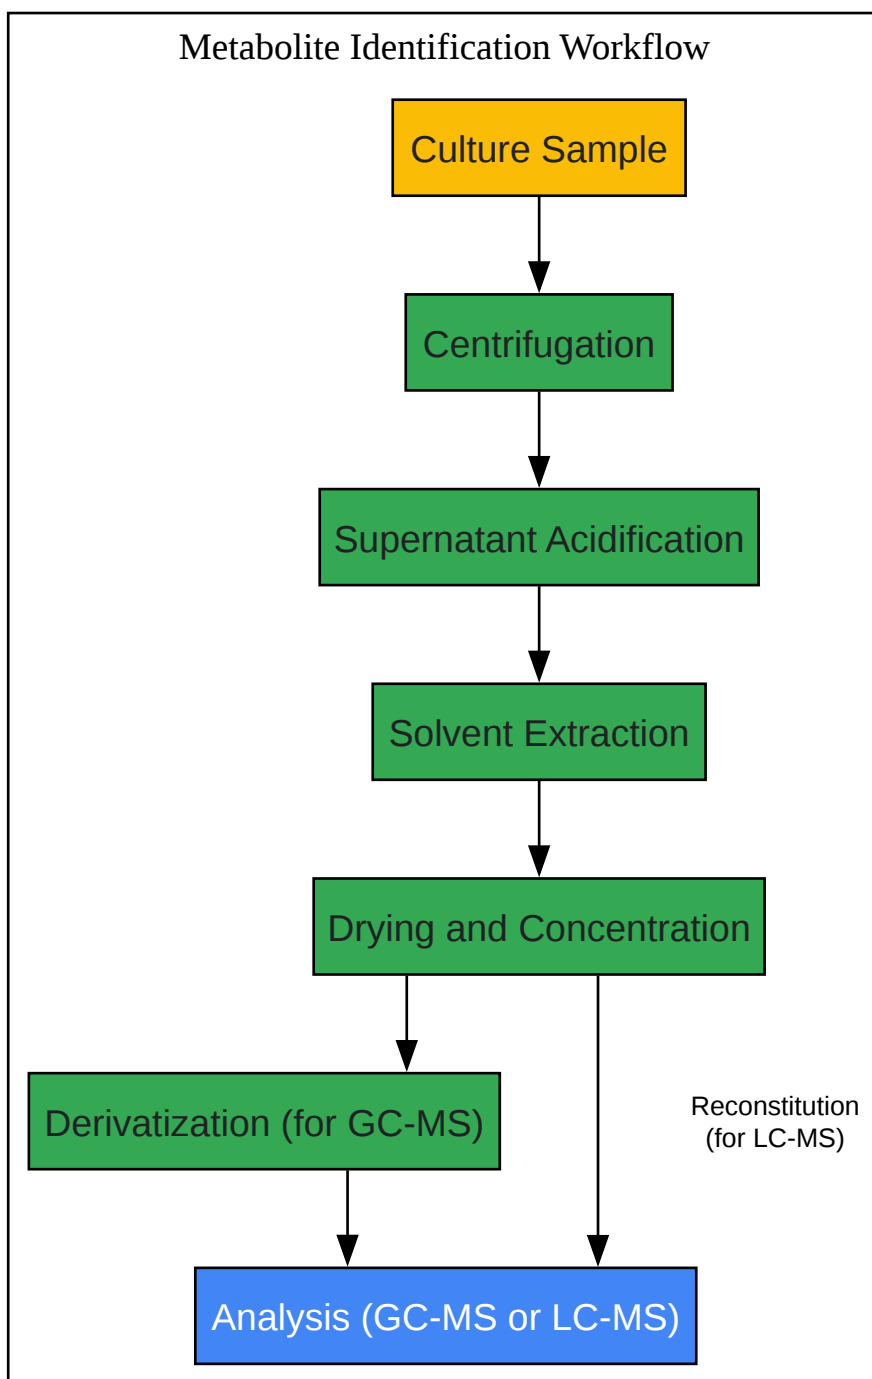 Metabolite Identification Workflow
Culture Sample
Centrifugation
Supernatant Acidification
Solvent Extraction
Drying and Concentration
Derivatization (for GC-MS)
Reconstitution
(for LC-MS)
Analysis (GC-MS or LC-MS)